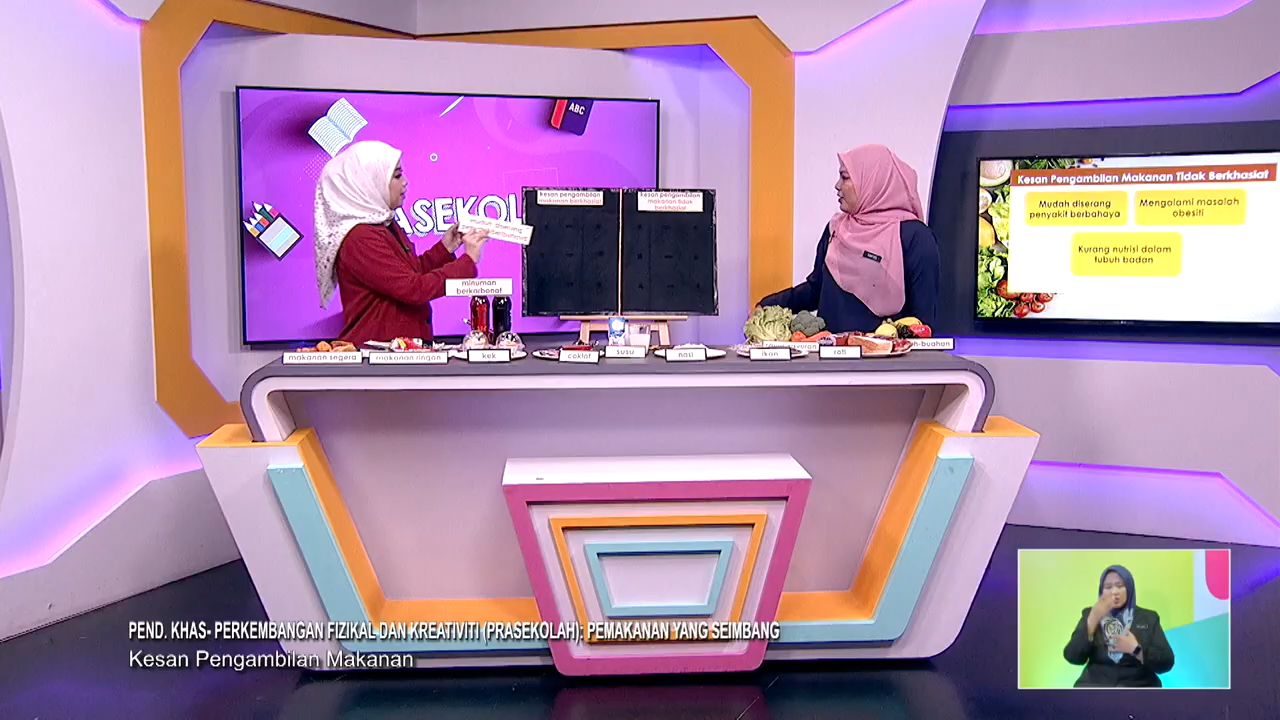 ABC
ASEKOL
Kesan pengambilan
makanan berkhasiat
Kesan pengambilan
makanan tidak
berkhasiat
mudah diserang
minuman
berkarbonat
makanan segera
makanan ringan
kek
coklat
susu
nasi
ikan
roti
h-buahan
Kesan Pengambilan Makanan Tidak Berkhasiat
Mudah diserang
penyakit berbahaya
Mengalami masalah
obesiti
Kurang nutrisi dalam
tubuh badan
PEND. KHAS- PERKEMBANGAN FIZIKAL DAN KREATIVITI (PRASEKOLAH): PEMAKANAN YANG SEIMBANG
Kesan Pengambilan Makanan